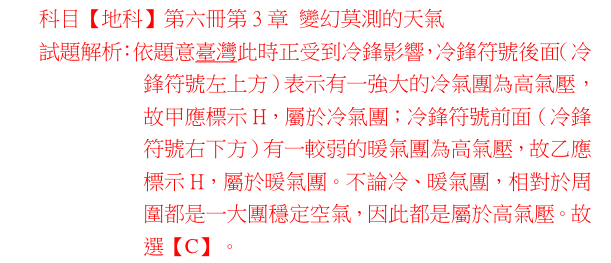 科目【地科】第六冊第 3 章 變幻莫測的天氣
試題解析：依題意臺灣此時正受到冷鋒影響，冷鋒符號後面（冷
鋒符號左上方）表示有一強大的冷氣團為高氣壓，
故甲應標示 H，屬於冷氣團；冷鋒符號前面（冷鋒
符號右下方）有一較弱的暖氣團為高氣壓，故乙應
標示 H，屬於暖氣團。不論冷、暖氣團，相對於周
圍都是一大團穩定空氣，因此都是屬於高氣壓。故
選【C】。